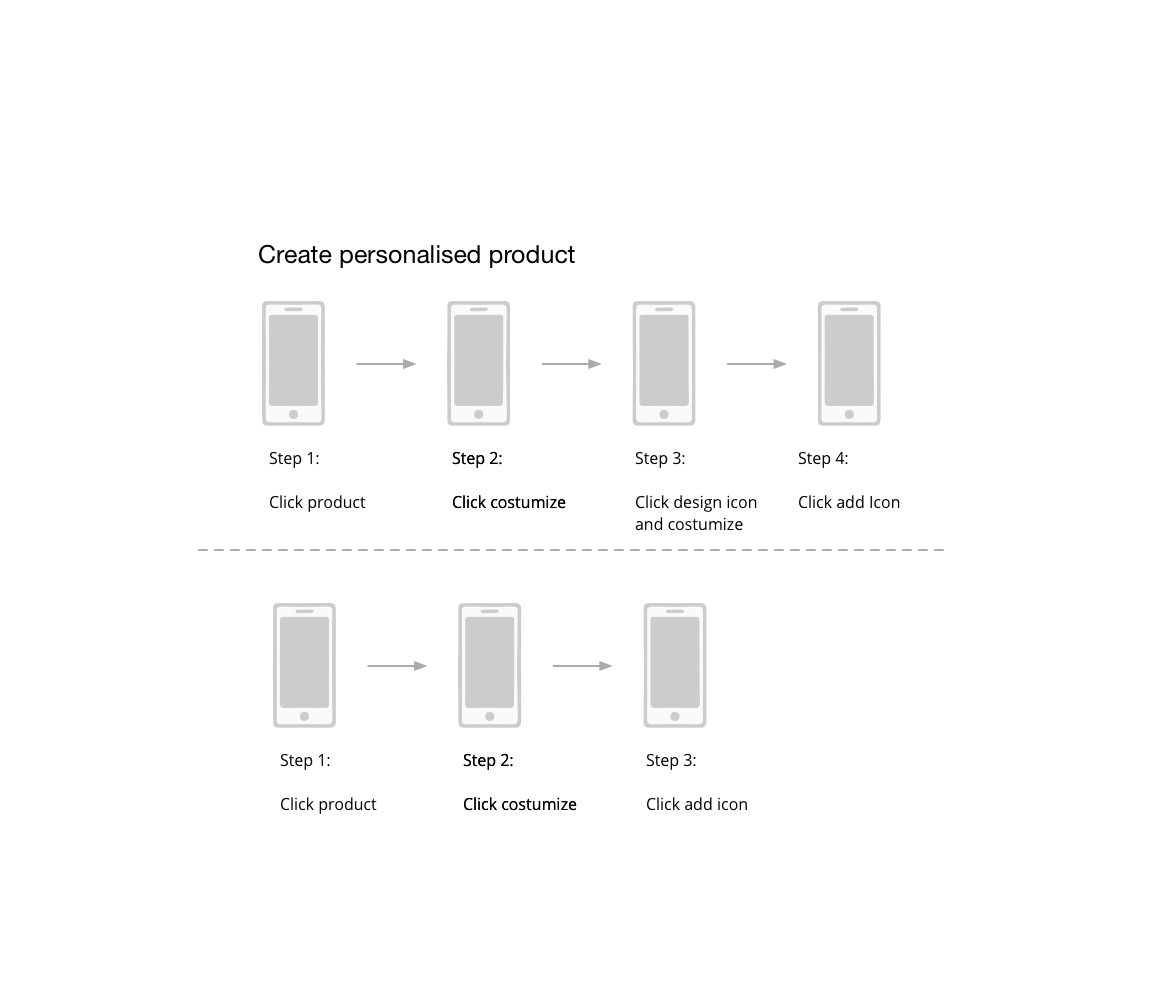 Create personalised product
Step 1:
Click product
Step 2:
Click costumize
Step 3:
Click design icon
and costumize
Step 4:
Click add Icon
Step 1:
Click product
Step 2:
Click costumize
Step 3:
Click add icon